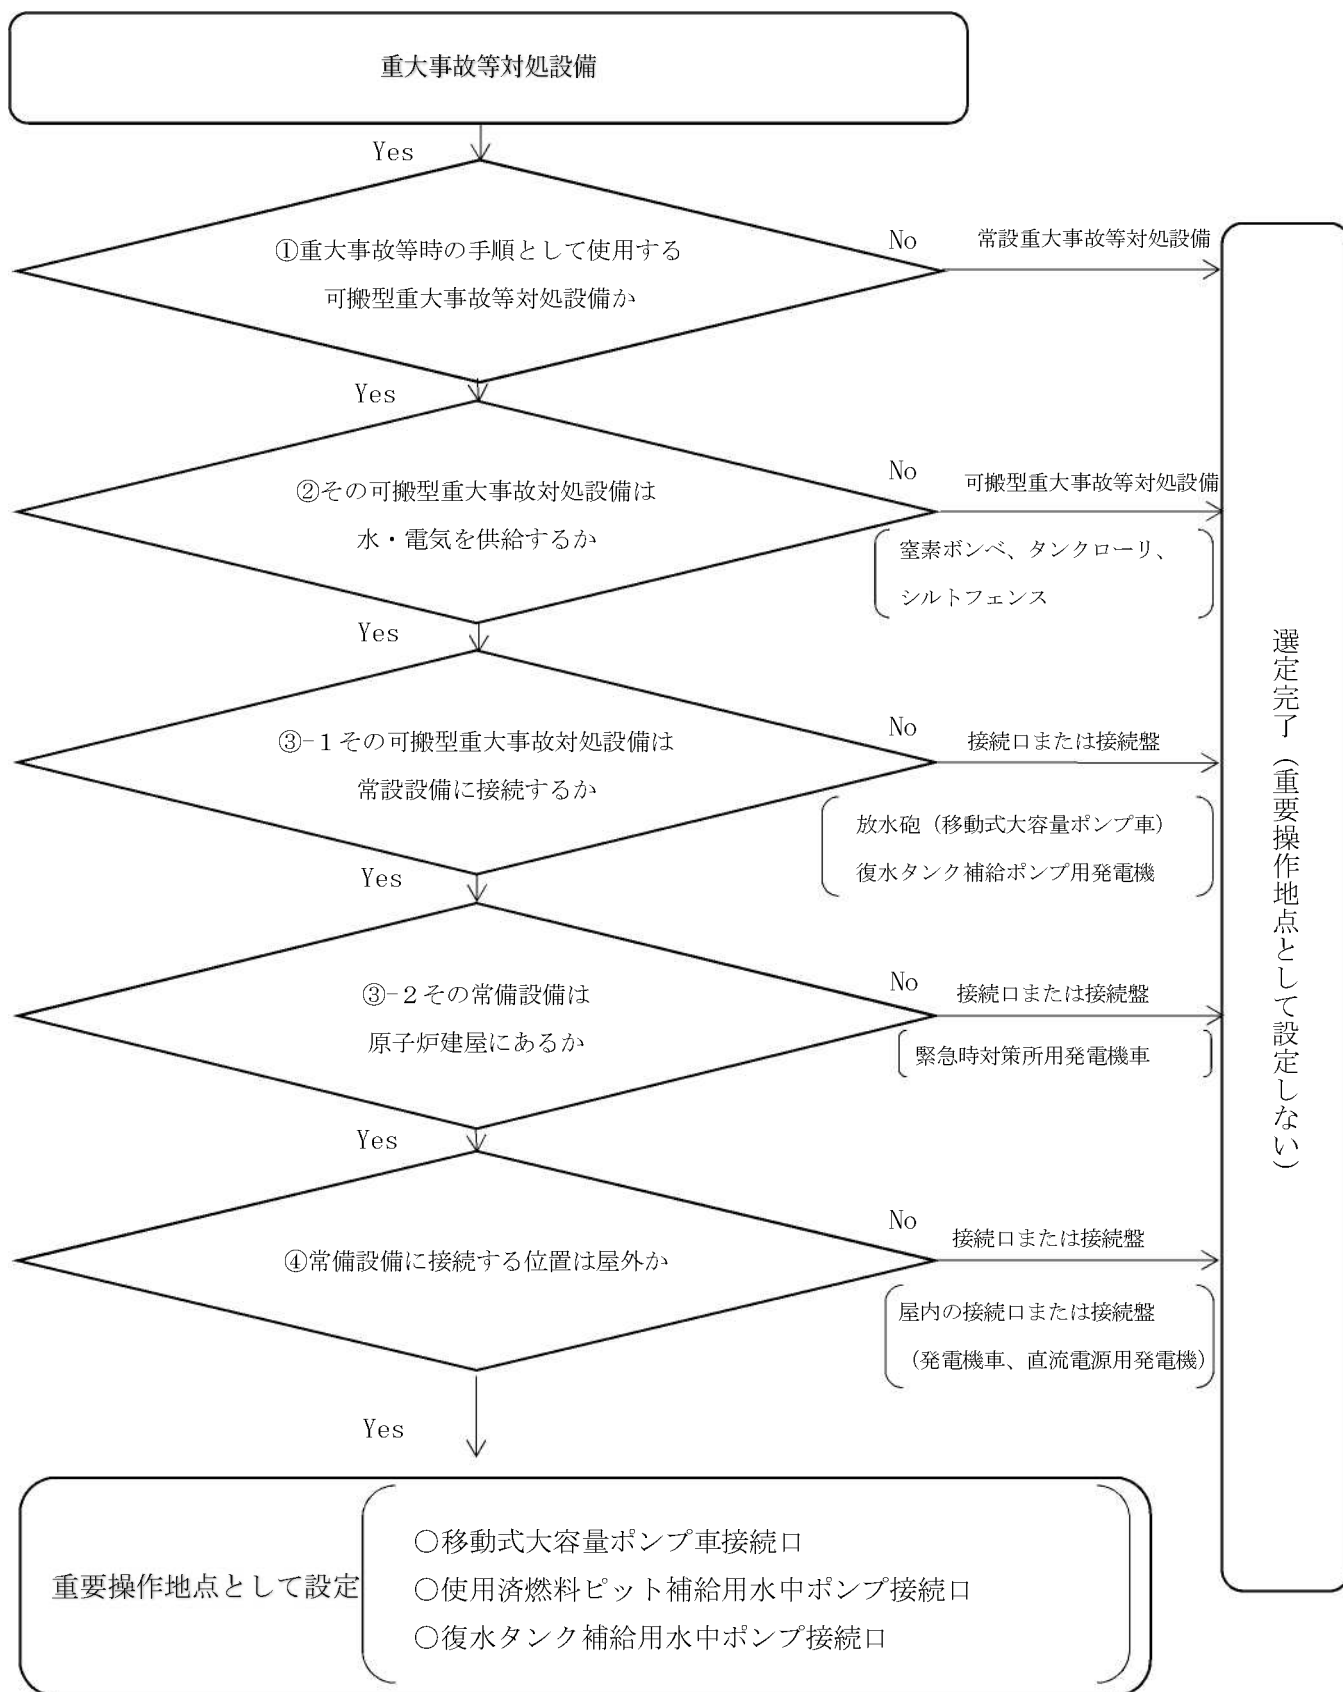 重大事故等対処設備
Yes
①重大事故等時の手順として使用する
可搬型重大事故等対処設備か
No
常設重大事故等対処設備
Yes
②その可搬型重大事故対処設備は
水・電気を供給するか
No
可搬型重大事故等対処設備
窒素ボンベ、タンクローリ、
シルトフェンス
Yes
③-１その可搬型重大事故対処設備は
常設設備に接続するか
No
接続口または接続盤
放水砲（移動式大容量ポンプ車）
復水タンク補給ポンプ用発電機
Yes
③-２その常備設備は
原子炉建屋にあるか
No
接続口または接続盤
緊急時対策所用発電機車
Yes
④常備設備に接続する位置は屋外か
No
接続口または接続盤
屋内の接続口または接続盤
（発電機車、直流電源用発電機）
Yes
選定完了（重要操作地点として設定しない）
重要操作地点として設定
○移動式大容量ポンプ車接続口
○使用済燃料ピット補給用水中ポンプ接続口
○復水タンク補給用水中ポンプ接続口